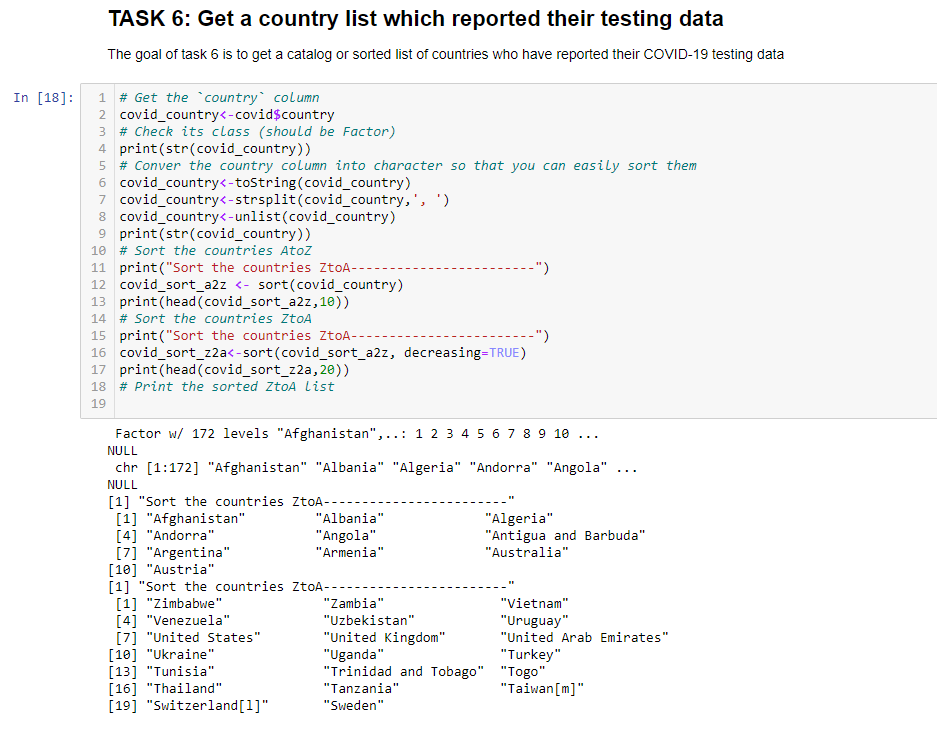 TASK 6: Get a country list which reported their testing data
The goal of task 6 is to get a catalog or sorted list of countries who have reported their COVID-19 testing data
In [18]:
1 # Get the `country` column
2 covid_country<-covid$country
3 # Check its class (should be Factor)
4 print(str(covid_country))
5 # Conver the country column into character so that you can easily sort them
6 covid_country<-toString(covid_country)
7 covid_country<-strsplit(covid_country,', ')
8 covid_country<-unlist(covid_country)
9 print(str(covid_country))
10 # Sort the countries AtoZ
11 print("Sort the countries ZtoA------------------------")
12 covid_sort_a2z <- sort(covid_country)
13 print(head(covid_sort_a2z,10))
14 # Sort the countries ZtoA
15 print("Sort the countries ZtoA------------------------")
16 covid_sort_z2a<-sort(covid_sort_a2z, decreasing=TRUE)
17 print(head(covid_sort_z2a,20))
18 # Print the sorted ZtoA list
19
Factor w/ 172 levels "Afghanistan",..: 1 2 3 4 5 6 7 8 9 10 ...
NULL
chr [1:172] "Afghanistan" "Albania" "Algeria" "Andorra" "Angola" ...
NULL
[1] "Sort the countries ZtoA------------------------"
[1] "Afghanistan" "Albania" "Algeria"
[4] "Andorra" "Angola" "Antigua and Barbuda"
[7] "Argentina" "Armenia" "Australia"
[10] "Austria"
[1] "Sort the countries ZtoA------------------------"
[1] "Zimbabwe" "Zambia" "Vietnam"
[4] "Venezuela" "Uzbekistan" "Uruguay"
[7] "United States" "United Kingdom" "United Arab Emirates"
[10] "Ukraine" "Uganda" "Turkey"
[13] "Tunisia" "Trinidad and Tobago" "Togo"
[16] "Thailand" "Tanzania" "Taiwan[m]"
[19] "Switzerland[l]" "Sweden"